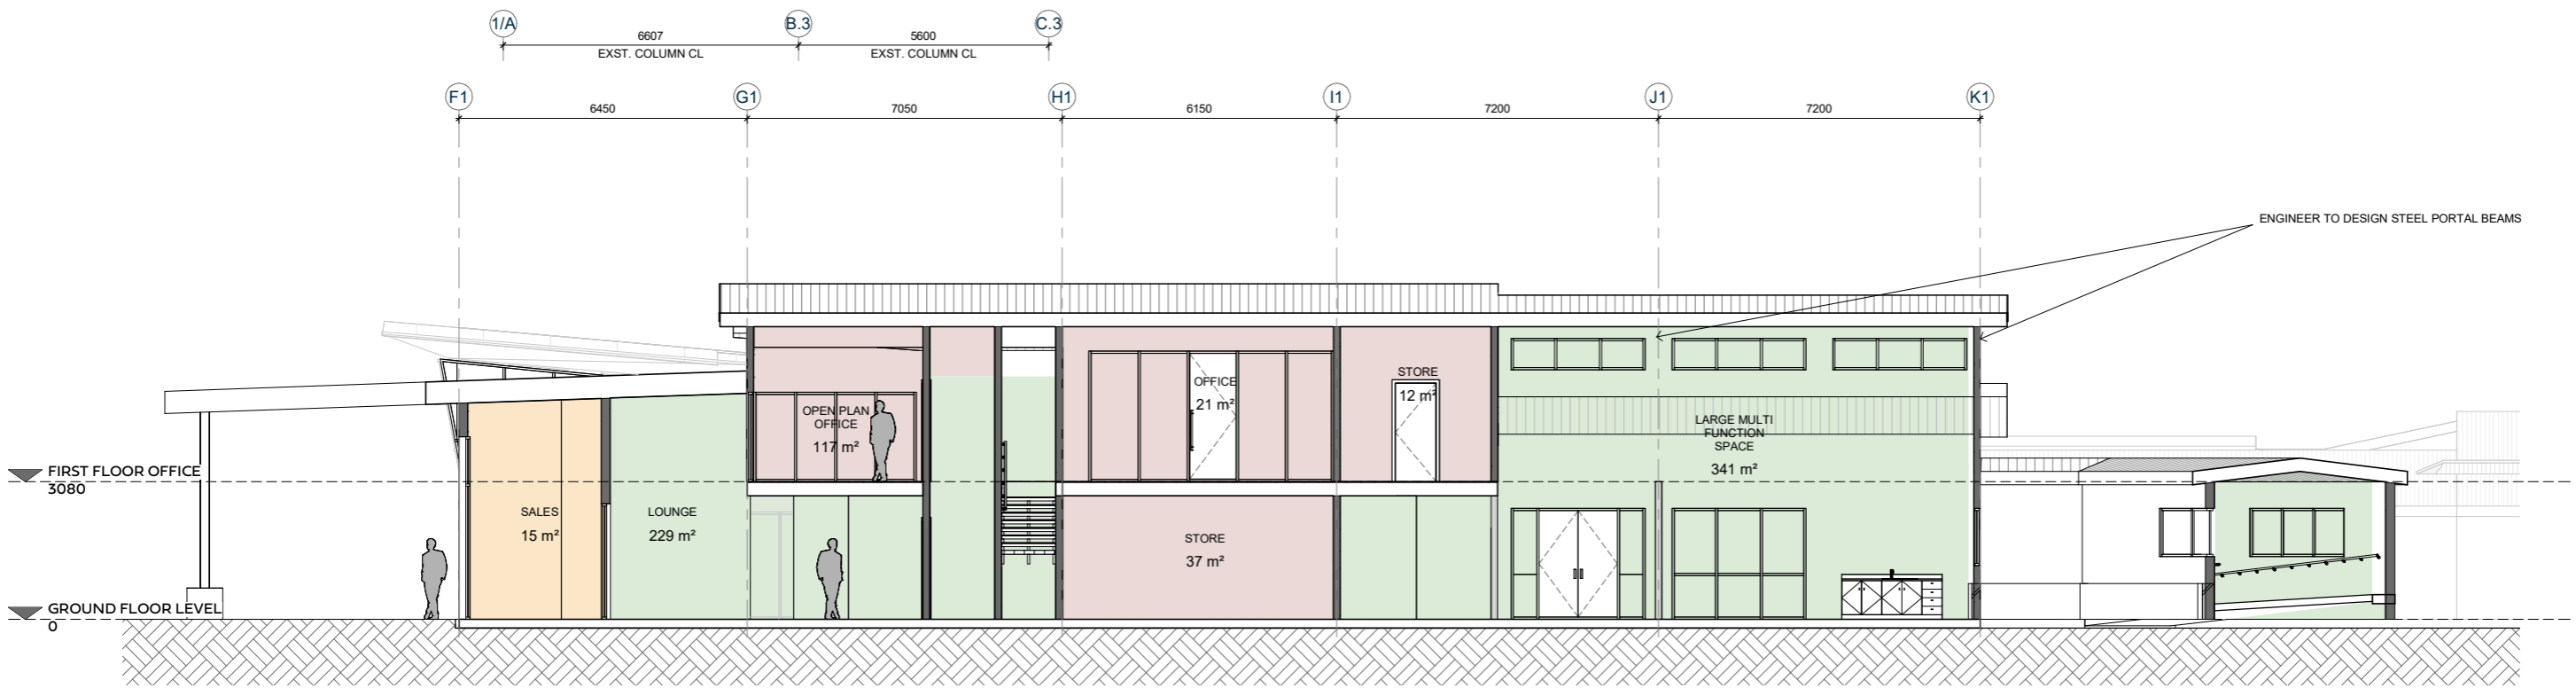 1/A
B.3
C.3
6607
5600
EXST. COLUMN CL
EXST. COLUMN CL
F1
G1
H1
I1
J1
K1
6450
7050
6150
7200
7200
ENGINEER TO DESIGN STEEL PORTAL BEAMS
OFFICE
21 m²
STORE
12 m²
OPEN PLAN
OFFICE
117 m²
LARGE MULTI
FUNCTION
SPACE
341 m²
FIRST FLOOR OFFICE
3080
SALES
15 m²
LOUNGE
229 m²
STORE
37 m²
GROUND FLOOR LEVEL
0